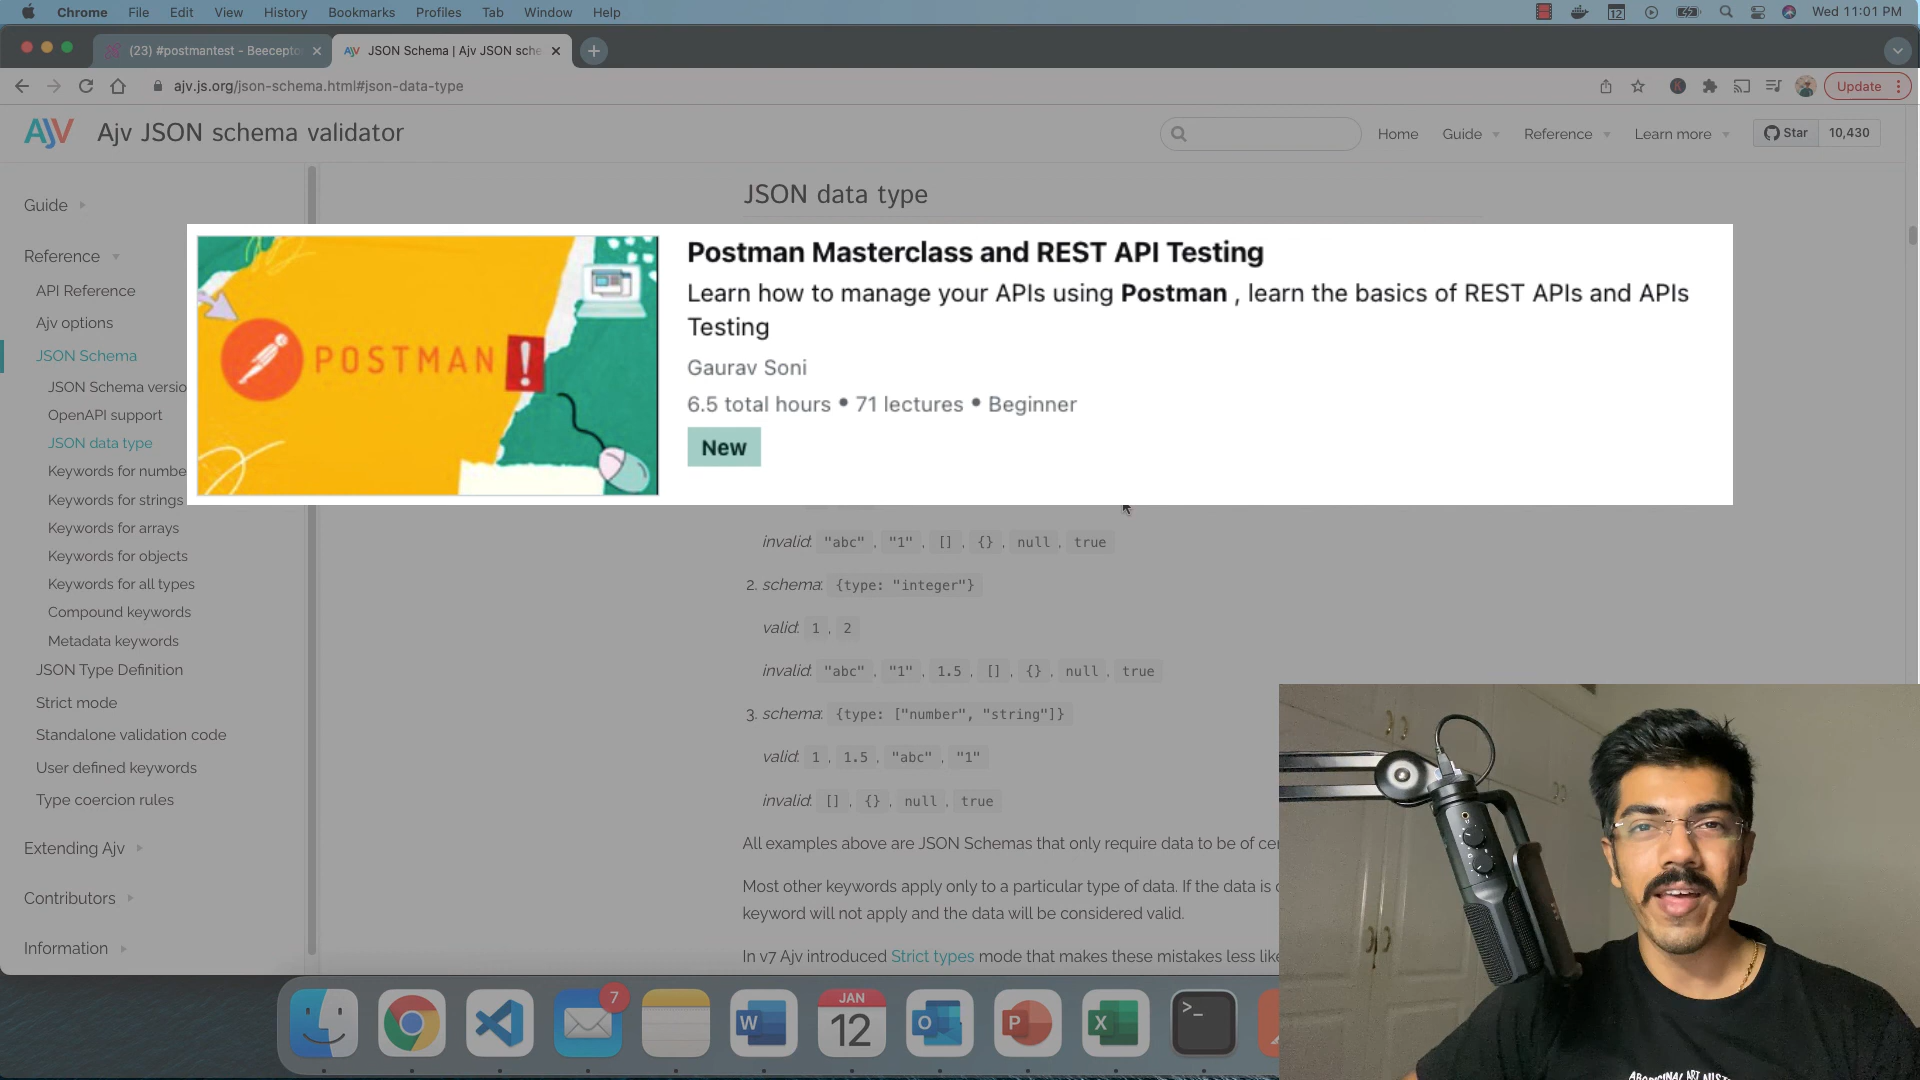 Chrome File Edit View History Bookmarks Profiles Tab Window Help
12
Wed 11:01 PM
(23) #postmantest - Beecepto
JSON Schema | Ajv JSON sche
ajv.js.org/json-schema.html#json-data-type
Update
AJV Ajv JSON schema validator
Home Guide Reference Learn more
Star 10,430
Guide
Reference
API Reference
Ajv options
JSON Schema
JSON Schema versio
OpenAPI support
JSON data type
Keywords for numbe
Keywords for strings
Keywords for arrays
Keywords for objects
Keywords for all types
Compound keywords
Metadata keywords
JSON Type Definition
Strict mode
Standalone validation code
User defined keywords
Type coercion rules
Extending Ajv
Contributors
Information
JSON data type
POSTMAN !
Postman Masterclass and REST API Testing
Learn how to manage your APIs using Postman , learn the basics of REST APIs and APIs
Testing
Gaurav Soni
6.5 total hours • 71 lectures • Beginner
New
invalid: "abc" , "1" , [] , {} , null , true
2. schema: {type: "integer"}
valid: 1 , 2
invalid: "abc" , "1" , 1.5 , [] , {} , null , true
3. schema: {type: ["number", "string"]}
valid: 1 , 1.5 , "abc" , "1"
invalid: [] , {} , null , true
All examples above are JSON Schemas that only require data to be of ce
Most other keywords apply only to a particular type of data. If the data is
keyword will not apply and the data will be considered valid.
In v7 Ajv introduced Strict types mode that makes these mistakes less like
7
W
JAN
12
O
P
X
>_
ABORIGINAL ART